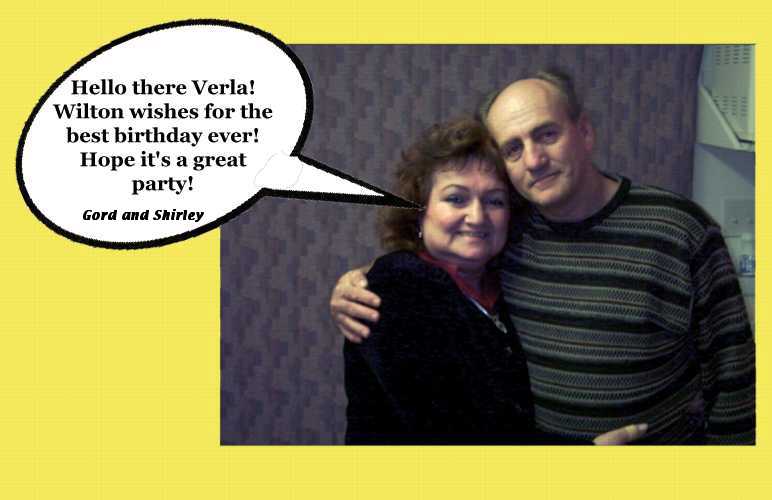 Hello there Verla!
Wilton wishes for the
best birthday ever!
Hope it's a great
party!
Gord and Shirley